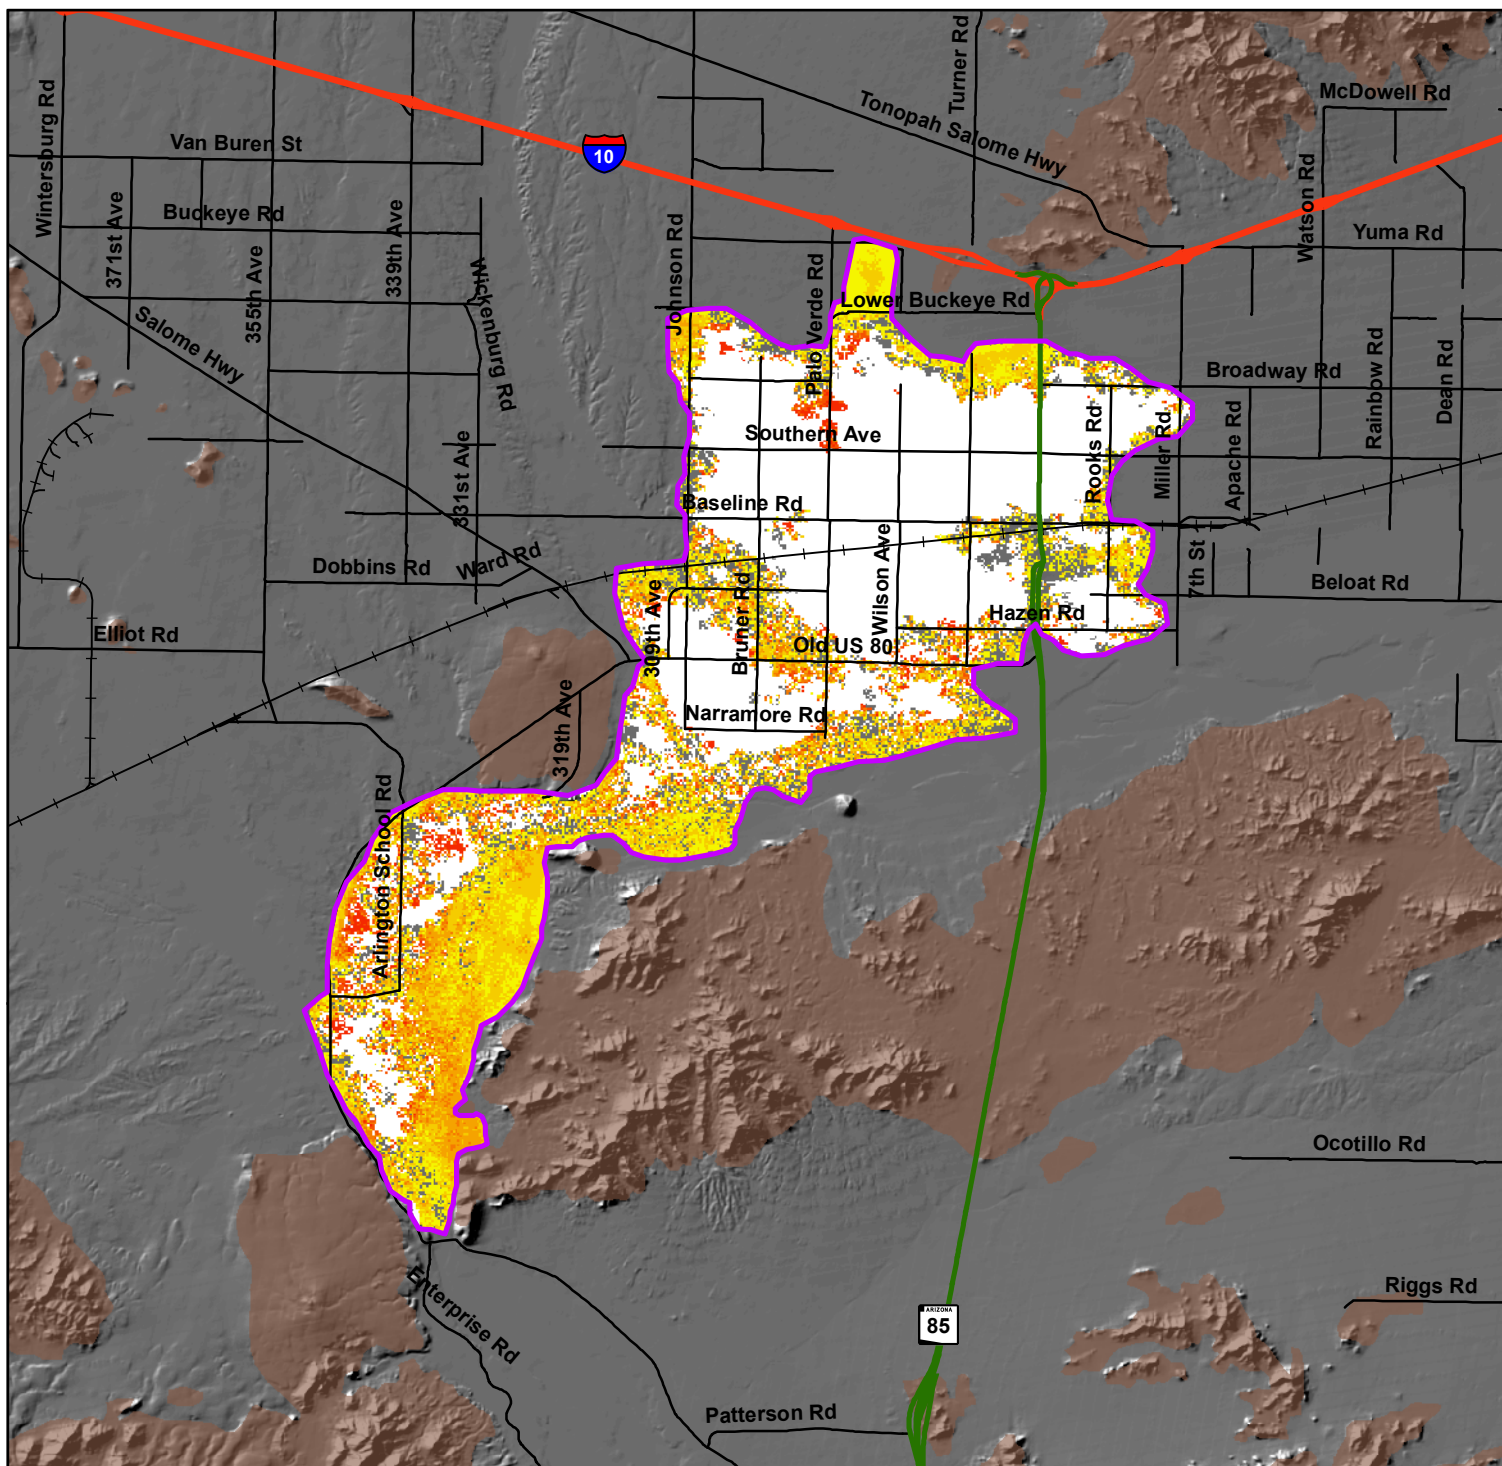 Turner Rd
McDowell Rd
Tonopah Salome Hwy
Wintersburg Rd
Van Buren St
10
Watson Rd
Buckeye Rd
371st Ave
339th Ave
355th Ave
Johnson Rd
Yuma Rd
Wickenburg Rd
Palo Verde Rd
Lower Buckeye Rd
Salome Hwy
Broadway Rd
Rainbow Rd
Dean Rd
Southern Ave
Rooks Rd
Miller Rd
Apache Rd
331st Ave
Baseline Rd
Wilson Ave
Dobbins Rd
Ward Rd
7th St
Beloat Rd
309th Ave
Bruner Rd
Hazen Rd
Elliot Rd
Old US 80
319th Ave
Narramore Rd
Arlington School Rd
Ocotillo Rd
Enterprise Rd
Riggs Rd
ARIZONA
85
Patterson Rd